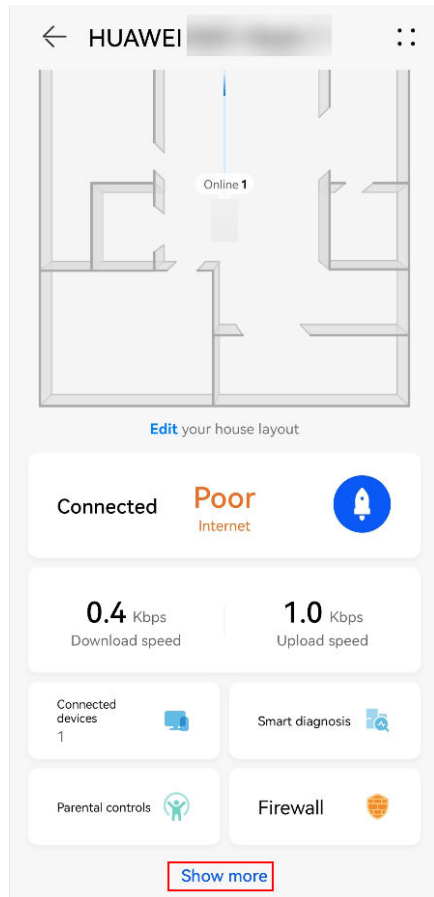 HUAWEI
Online 1
Edit your house layout
Connected
Poor
Internet
0.4 Kbps
Download speed
1.0 Kbps
Upload speed
Connected
devices
1
Smart diagnosis
Parental controls
Firewall
Show more